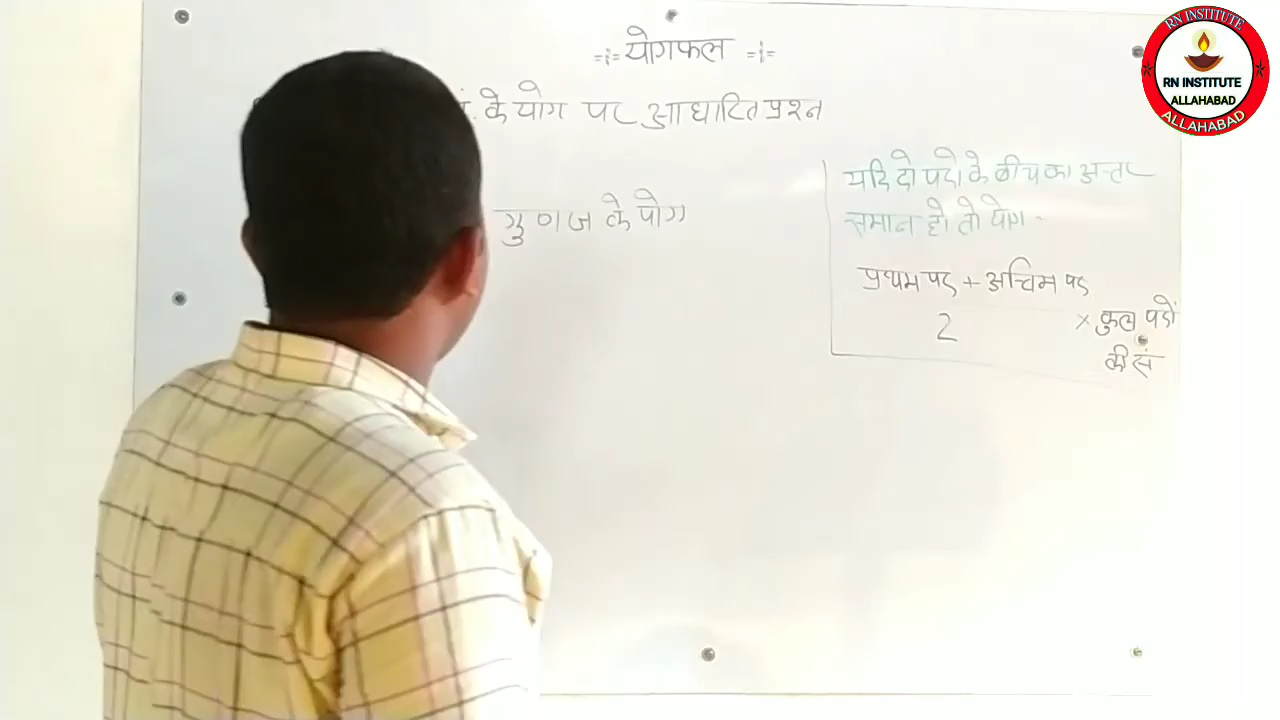 -:= योगफल =:-
के योग पर आधारित प्रश्न
गुणज के योग
यदि दो पदो के बीच का अन्तर
समान हो तो योग -
प्रथम पद + अन्तिम पद
2
× कुल पदों
की सं
RN INSTITUTE
RN INSTITUTE
ALLAHABAD
ALLAHABAD